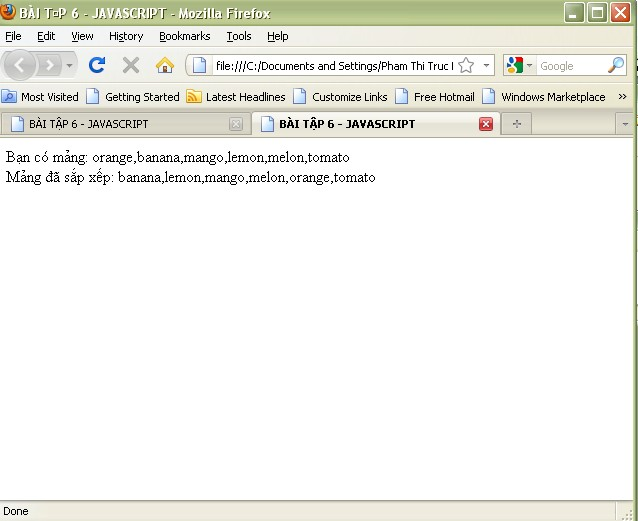 BÀI T¤P 6 - JAVASCRIPT - Mozilla Firefox
File Edit View History Bookmarks Tools Help
file:///C:/Documents and Settings/Pham Thi Truc Google
Most Visited Getting Started Latest Headlines Customize Links Free Hotmail Windows Marketplace »
BÀI TẬP 6 - JAVASCRIPT BÀI TẬP 6 - JAVASCRIPT
Bạn có mảng: orange,banana,mango,lemon,melon,tomato
Mảng đã sắp xếp: banana,lemon,mango,melon,orange,tomato
Done